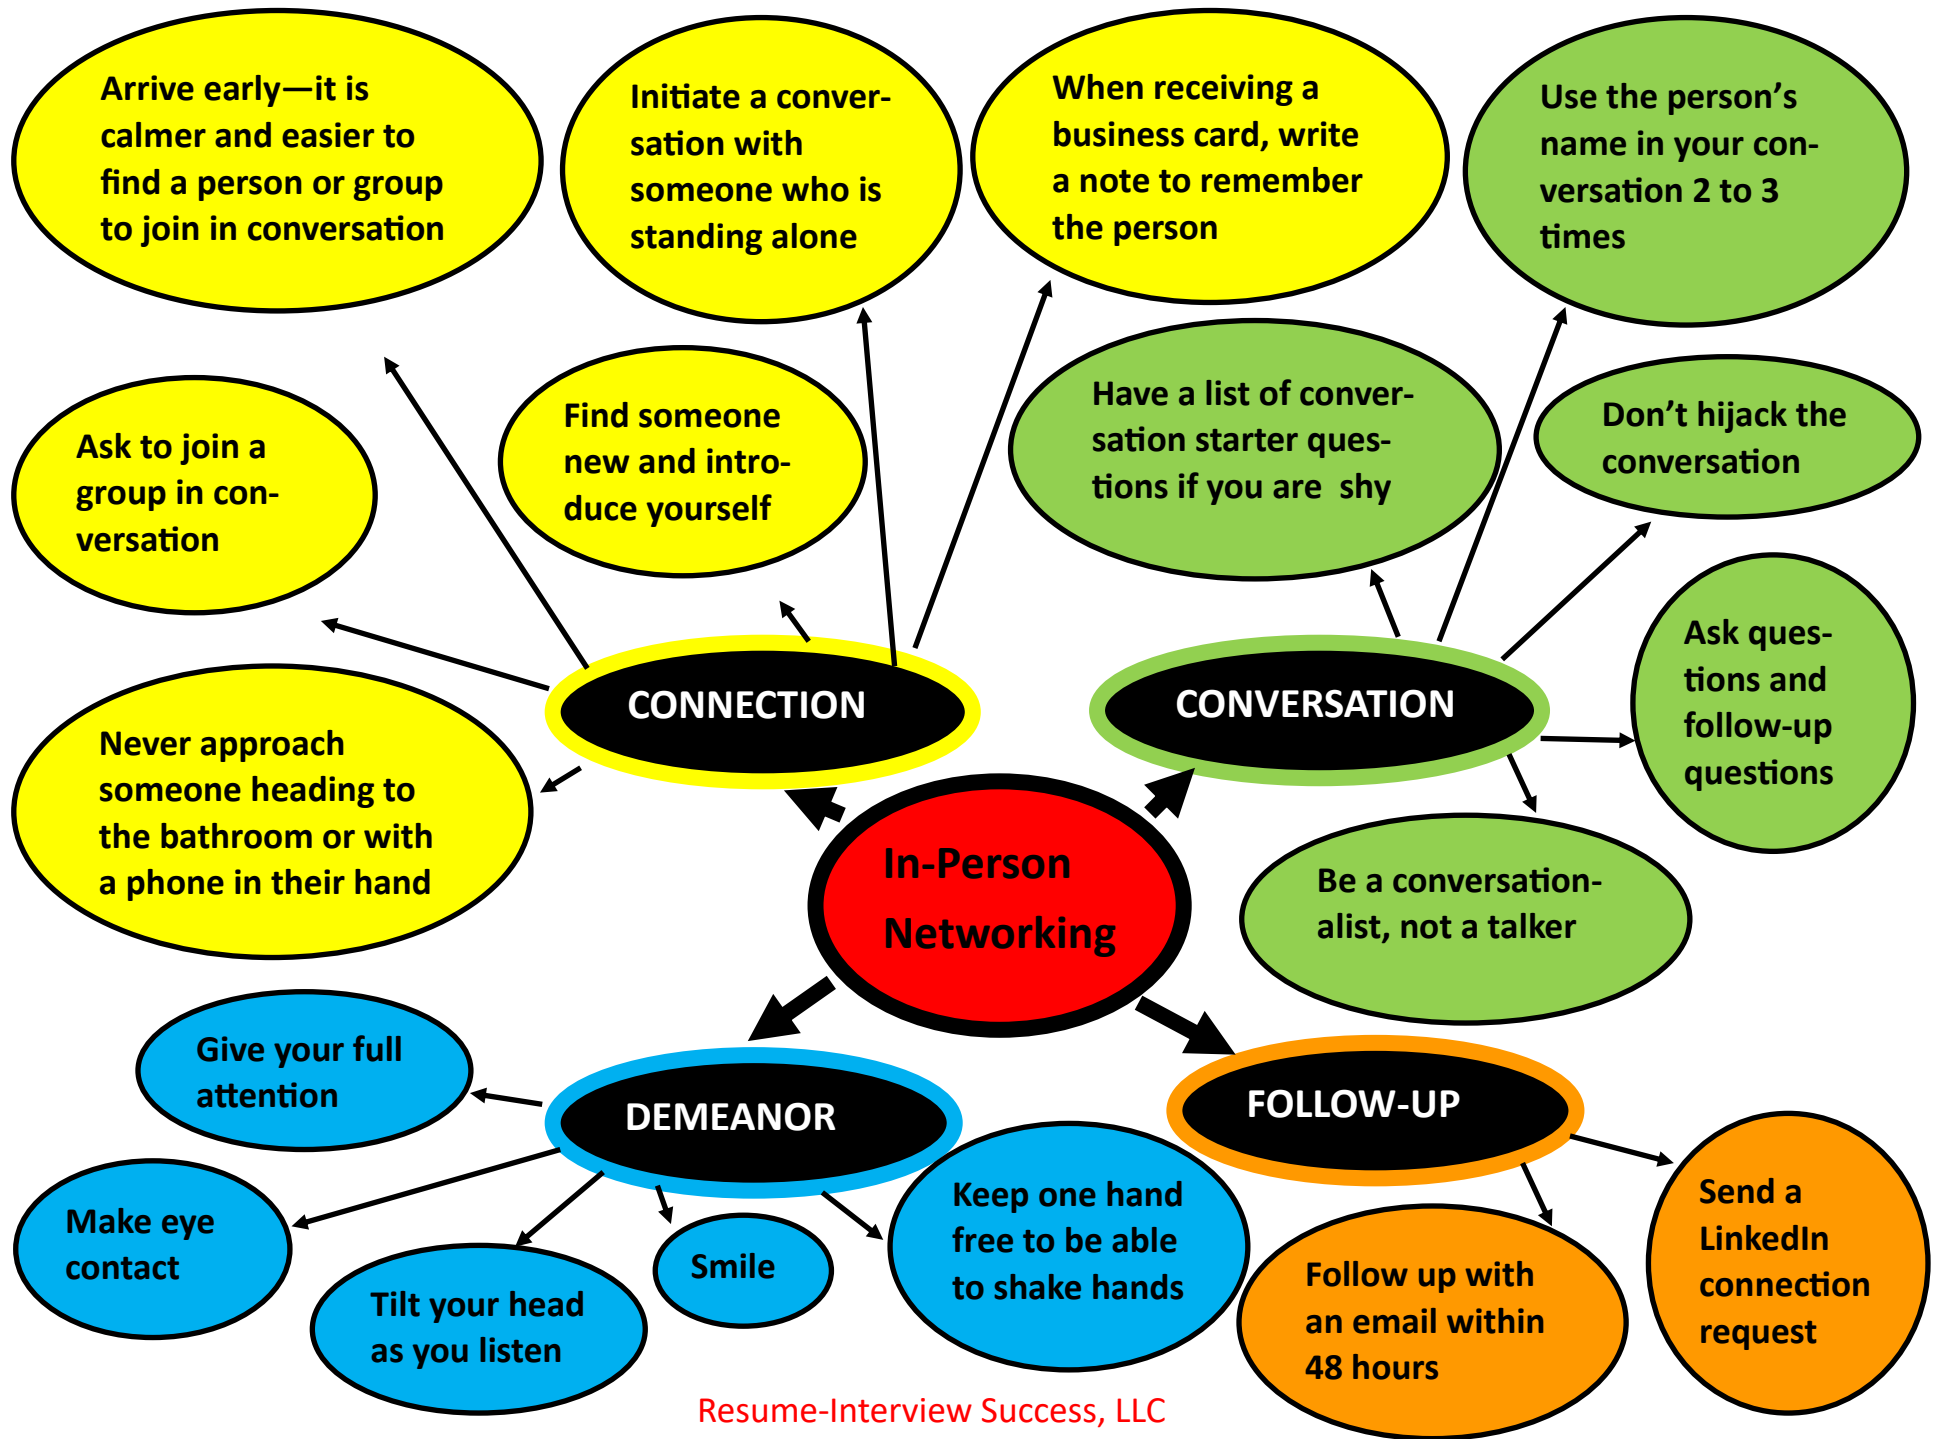 Arrive early—it is
calmer and easier to
find a person or group
to join in conversation
Initiate a conver-
sation with
someone who is
standing alone
When receiving a
business card, write
a note to remember
the person
Use the person’s
name in your con-
versation 2 to 3
times
Ask to join a
group in con-
versation
Find someone
new and intro-
duce yourself
Have a list of conver-
sation starter ques-
tions if you are  shy
Don’t hijack the
conversation
Ask ques-
tions and
follow-up
questions
CONNECTION
CONVERSATION
Never approach
someone heading to
the bathroom or with
a phone in their hand
In-Person
Networking
Be a conversation-
alist, not a talker
Give your full
attention
DEMEANOR
FOLLOW-UP
Make eye
contact
Tilt your head
as you listen
Smile
Keep one hand
free to be able
to shake hands
Follow up with
an email within
48 hours
Send a
LinkedIn
connection
request
Resume-Interview Success, LLC